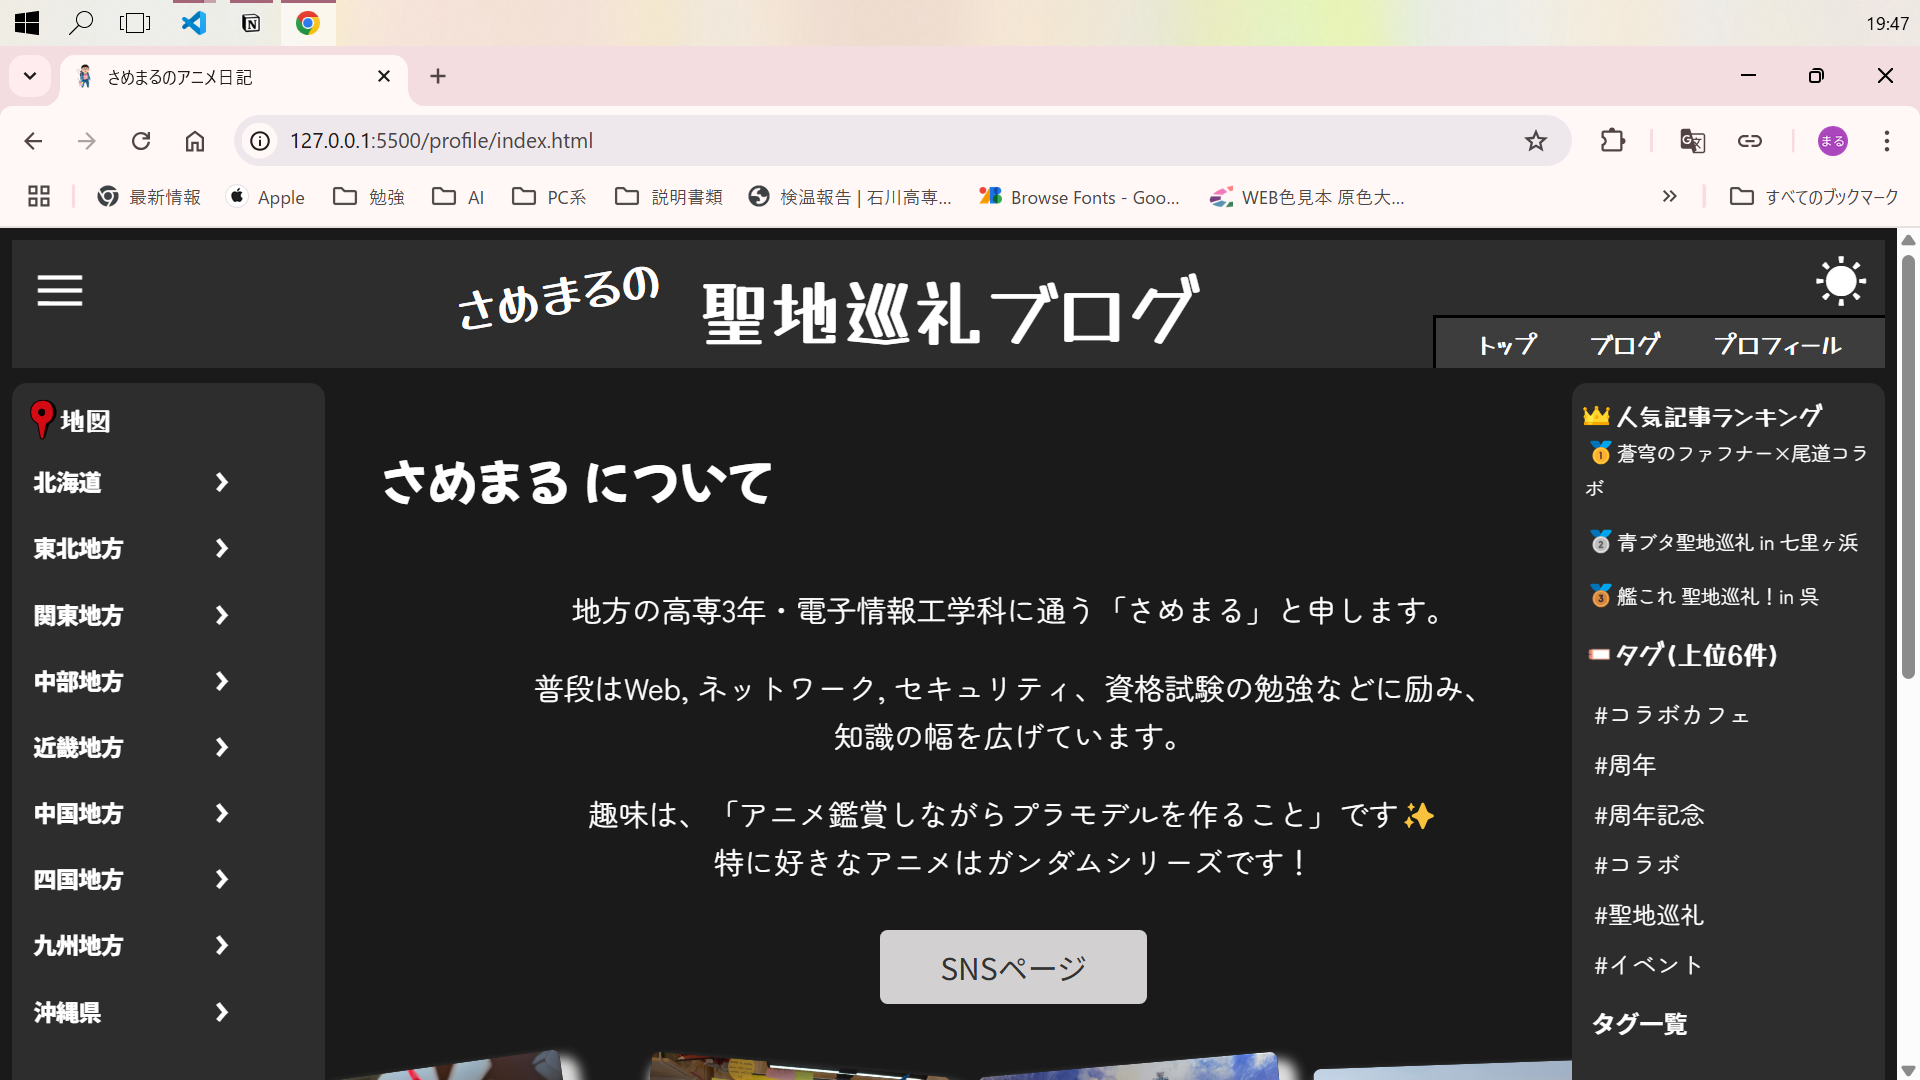 19:47
さめまるのアニメ日記
127.0.0.1:5500/profile/index.html
まる
最新情報
Apple
勉強
AI
PC系
説明書類
検温報告 | 石川高専...
Browse Fonts - Goo...
WEB色見本 原色大...
すべてのブックマーク
さめまるの 聖地巡礼ブログ
トップ
ブログ
プロフィール
地図
北海道
東北地方
関東地方
中部地方
近畿地方
中国地方
四国地方
九州地方
沖縄県
さめまる について
地方の高専3年・電子情報工学科に通う「さめまる」と申します。
普段はWeb, ネットワーク, セキュリティ、資格試験の勉強などに励み、
知識の幅を広げています。
趣味は、「アニメ鑑賞しながらプラモデルを作ること」です✨
特に好きなアニメはガンダムシリーズです！
SNSページ
👑人気記事ランキング
🥇蒼穹のファフナー×尾道コラ
ボ
🥈青ブタ聖地巡礼 in 七里ヶ浜
🥉艦これ 聖地巡礼！in 呉
タグ(上位6件)
#コラボカフェ
#周年
#周年記念
#コラボ
#聖地巡礼
#イベント
タグ一覧